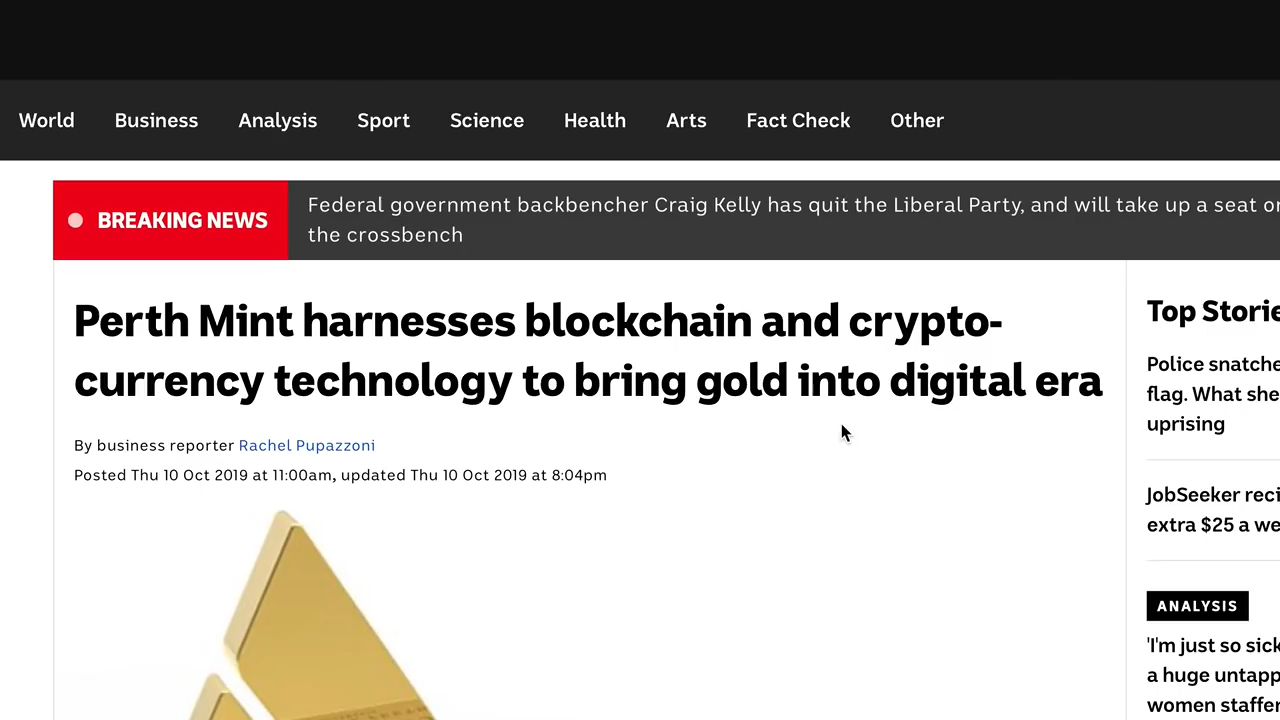 World Business Analysis Sport Science Health Arts Fact Check Other
BREAKING NEWS
Federal government backbencher Craig Kelly has quit the Liberal Party, and will take up a seat on
the crossbench
Perth Mint harnesses blockchain and crypto-
currency technology to bring gold into digital era
By business reporter Rachel Pupazzoni
Posted Thu 10 Oct 2019 at 11:00am, updated Thu 10 Oct 2019 at 8:04pm
Top Storie
Police snatche
flag. What she
uprising
JobSeeker reci
extra $25 a we
ANALYSIS
'I'm just so sick
a huge untapp
women staffer